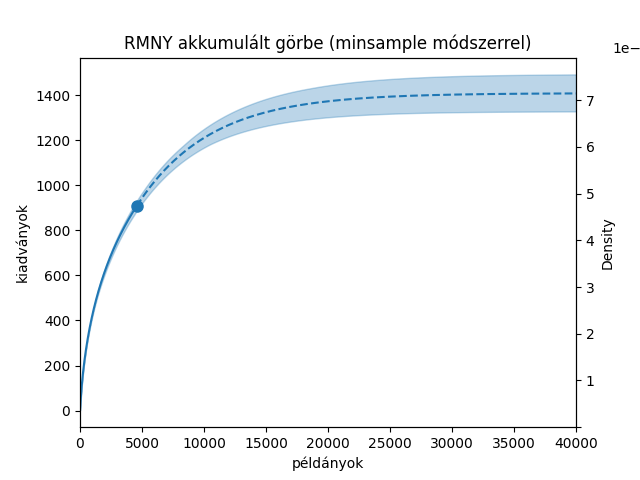 RMNY akkumulált görbe (minsample módszerrel)
1e−
1400
1200
1000
800
600
400
200
0
kiadványok
7
6
5
4
3
2
1
Density
0 5000 10000 15000 20000 25000 30000 35000 40000
példányok